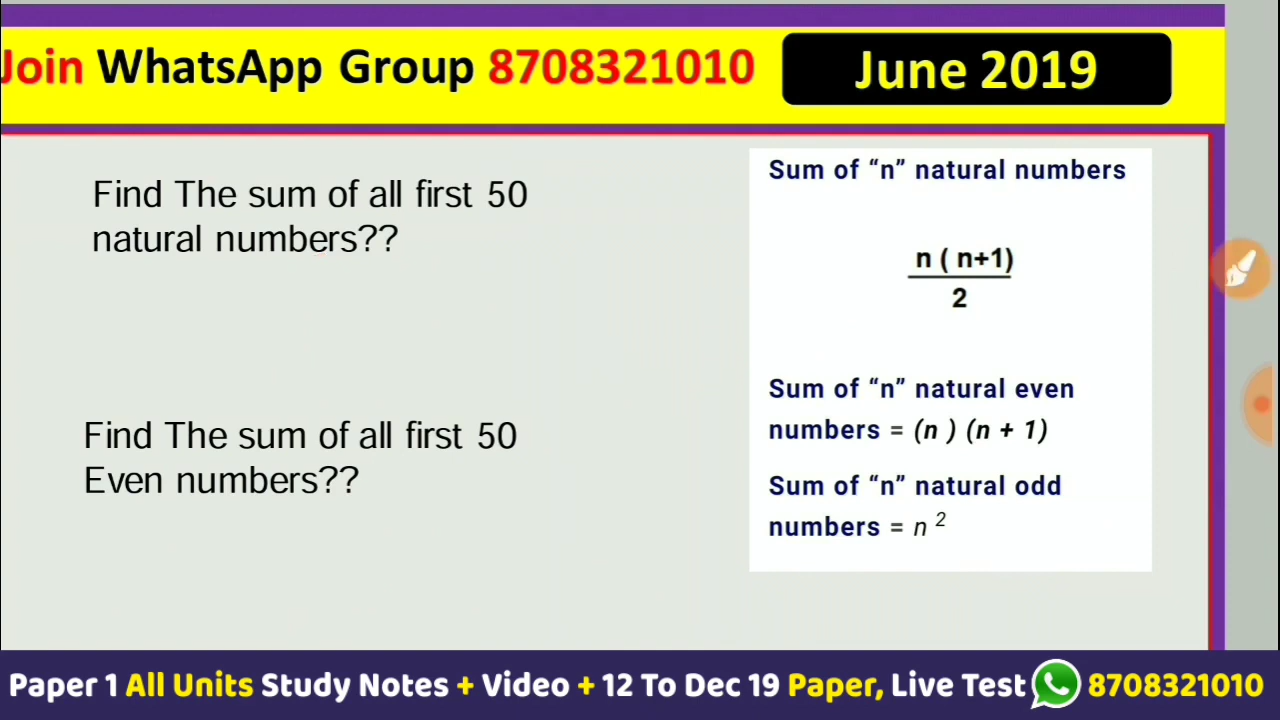 Join WhatsApp Group 8708321010
June 2019
Find The sum of all first 50
natural numbers??
Find The sum of all first 50
Even numbers??
Sum of “n” natural numbers
n ( n+1)
2
Sum of “n” natural even
numbers = (n ) (n + 1)
Sum of “n” natural odd
numbers = n 2
Paper 1 All Units Study Notes + Video + 12 To Dec 19 Paper, Live Test 8708321010